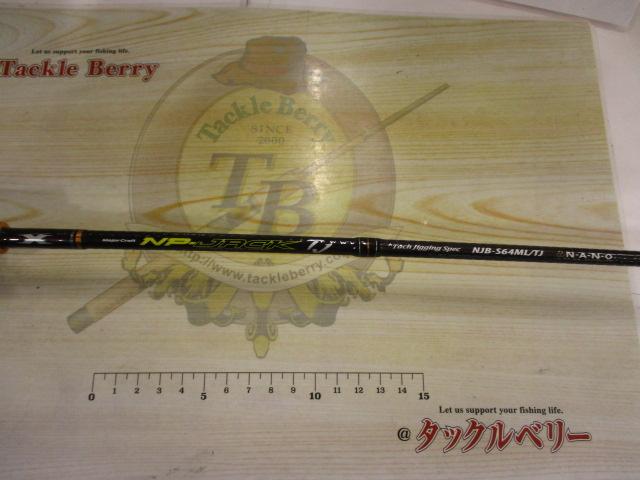 Let us support your fishing life.
Tackle Berry
Tackle Berry
SINCE
2000
TB
X Major Craft NP-JACK TJ Tach Jigging Spec NJB-S64ML/TJ NANO
http://www.tackleberry.co
0 1 2 3 4 5 6 7 8 9 10 11 12 13 14 15
Let us support your fishing life.
@タックルベリー